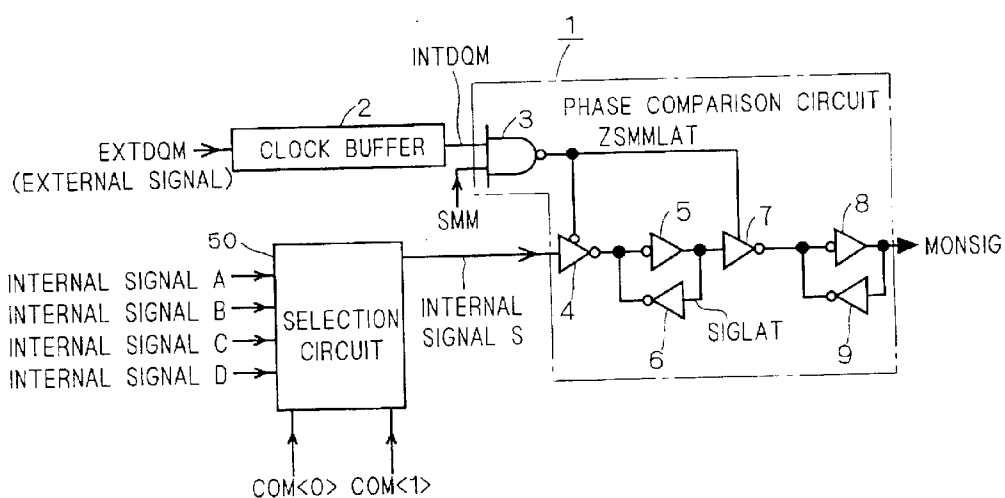 1
INTDQM
2
3
PHASE COMPARISON CIRCUIT
ZSMMLAT
EXTDQM
(EXTERNAL SIGNAL)
CLOCK BUFFER
SMM
5
7
8
50
MONSIG
INTERNAL SIGNAL A
INTERNAL SIGNAL B
INTERNAL SIGNAL C
INTERNAL SIGNAL D
SELECTION
CIRCUIT
INTERNAL
SIGNAL S
4
6
SIGLAT
9
COM<0> COM<1>